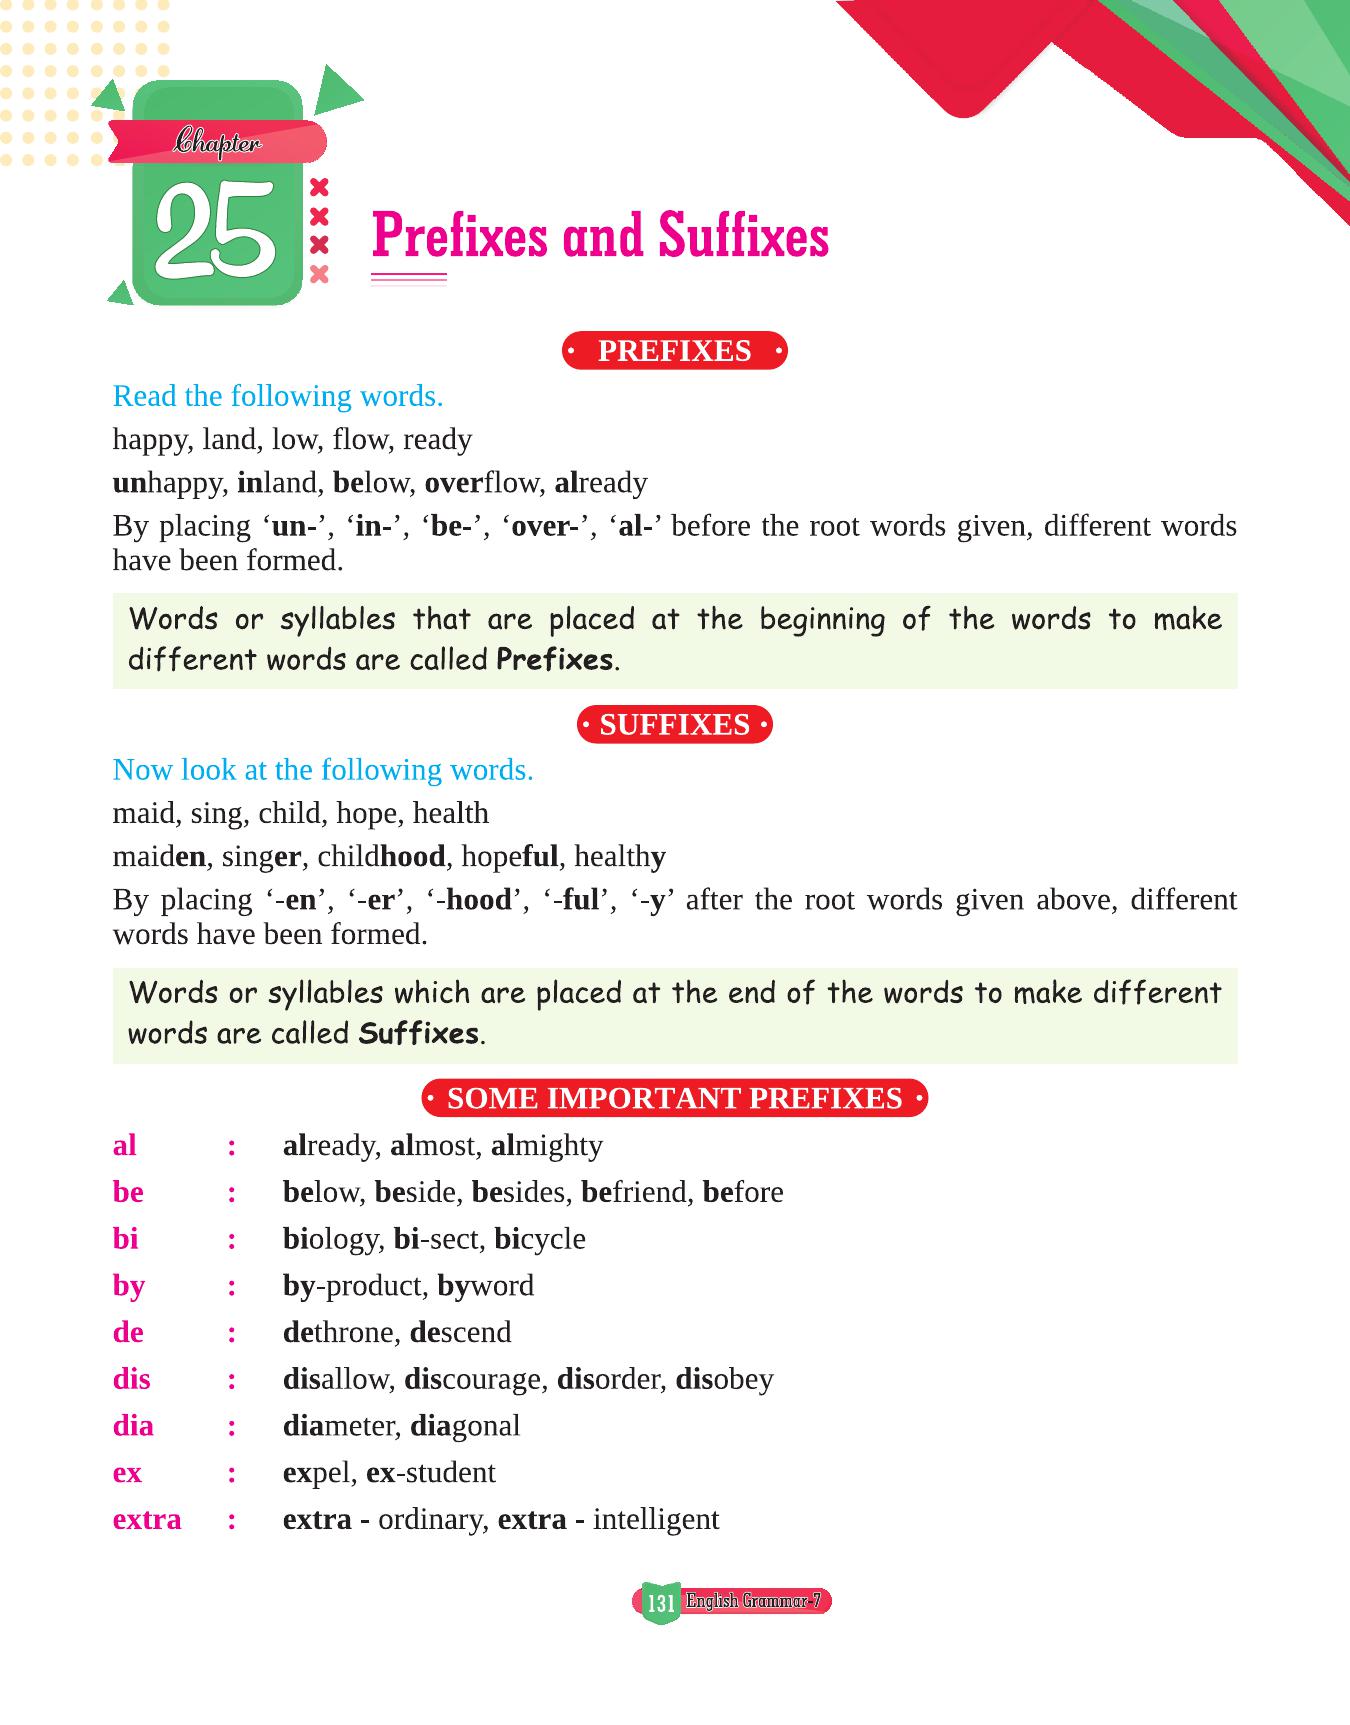 Chapter
25
Prefixes and Suffixes
• PREFIXES •
Read the following words.
happy, land, low, flow, ready
unhappy, inland, below, overflow, already
By placing ‘un-’, ‘in-’, ‘be-’, ‘over-’, ‘al-’ before the root words given, different words
have been formed.
Words or syllables that are placed at the beginning of the words to make
different words are called Prefixes.
• SUFFIXES •
Now look at the following words.
maid, sing, child, hope, health
maiden, singer, childhood, hopeful, healthy
By placing ‘-en’, ‘-er’, ‘-hood’, ‘-ful’, ‘-y’ after the root words given above, different
words have been formed.
Words or syllables which are placed at the end of the words to make different
words are called Suffixes.
• SOME IMPORTANT PREFIXES •
al : already, almost, almighty
be : below, beside, besides, befriend, before
bi : biology, bi-sect, bicycle
by : by-product, byword
de : dethrone, descend
dis : disallow, discourage, disorder, disobey
dia : diameter, diagonal
ex : expel, ex-student
extra : extra - ordinary, extra - intelligent
131 English Grammar-7